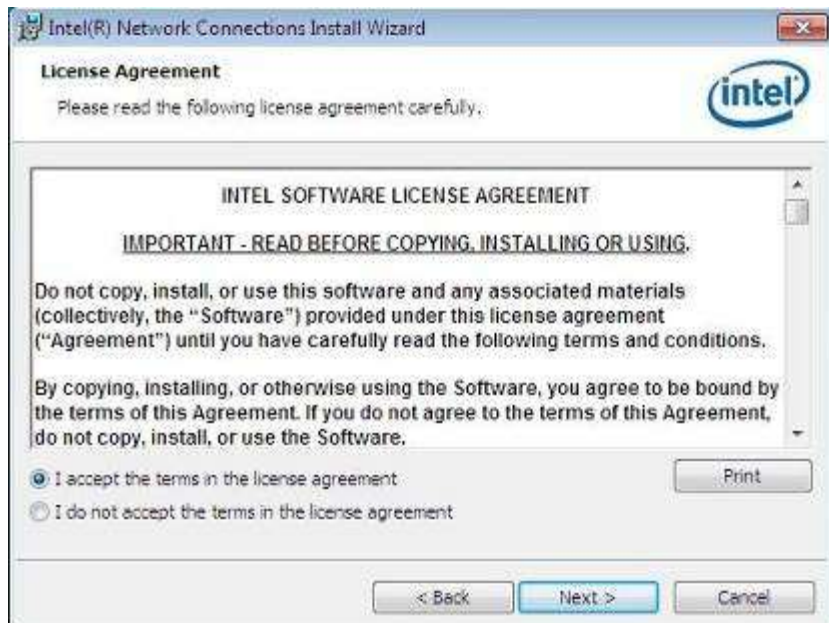 Intel(R) Network Connections Install Wizard
License Agreement
Please read the following license agreement carefully.
intel
INTEL SOFTWARE LICENSE AGREEMENT
IMPORTANT - READ BEFORE COPYING, INSTALLING OR USING.
Do not copy, install, or use this software and any associated materials
(collectively, the “Software”) provided under this license agreement
(“Agreement”) until you have carefully read the following terms and conditions.
By copying, installing, or otherwise using the Software, you agree to be bound by
the terms of this Agreement. If you do not agree to the terms of this Agreement,
do not copy, install, or use the Software.
I accept the terms in the license agreement
Print
I do not accept the terms in the license agreement
< Back
Next >
Cancel